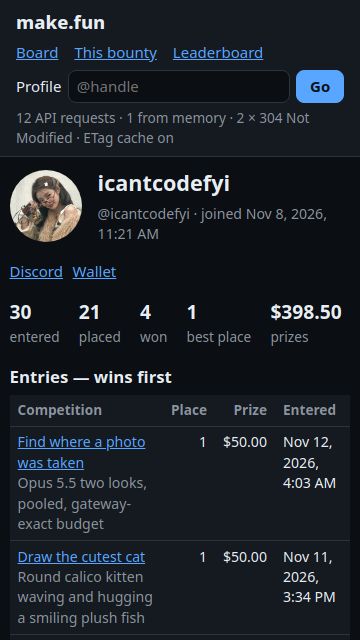 make.fun
Board This bounty Leaderboard
Profile @handle Go
12 API requests · 1 from memory · 2 × 304 Not
Modified · ETag cache on
icantcodefyi
@icantcodefyi · joined Nov 8, 2026,
11:21 AM
Discord Wallet
30 21 4 1 $398.50
entered placed won best place prizes
Entries — wins first
Competition Place Prize Entered
Find where a photo 1 $50.00 Nov 12,
was taken 2026,
Opus 5.5 two looks, 4:03 AM
pooled, gateway-
exact budget
Draw the cutest cat 1 $50.00 Nov 11,
Round calico kitten 2026,
waving and hugging 3:34 PM
a smiling plush fish